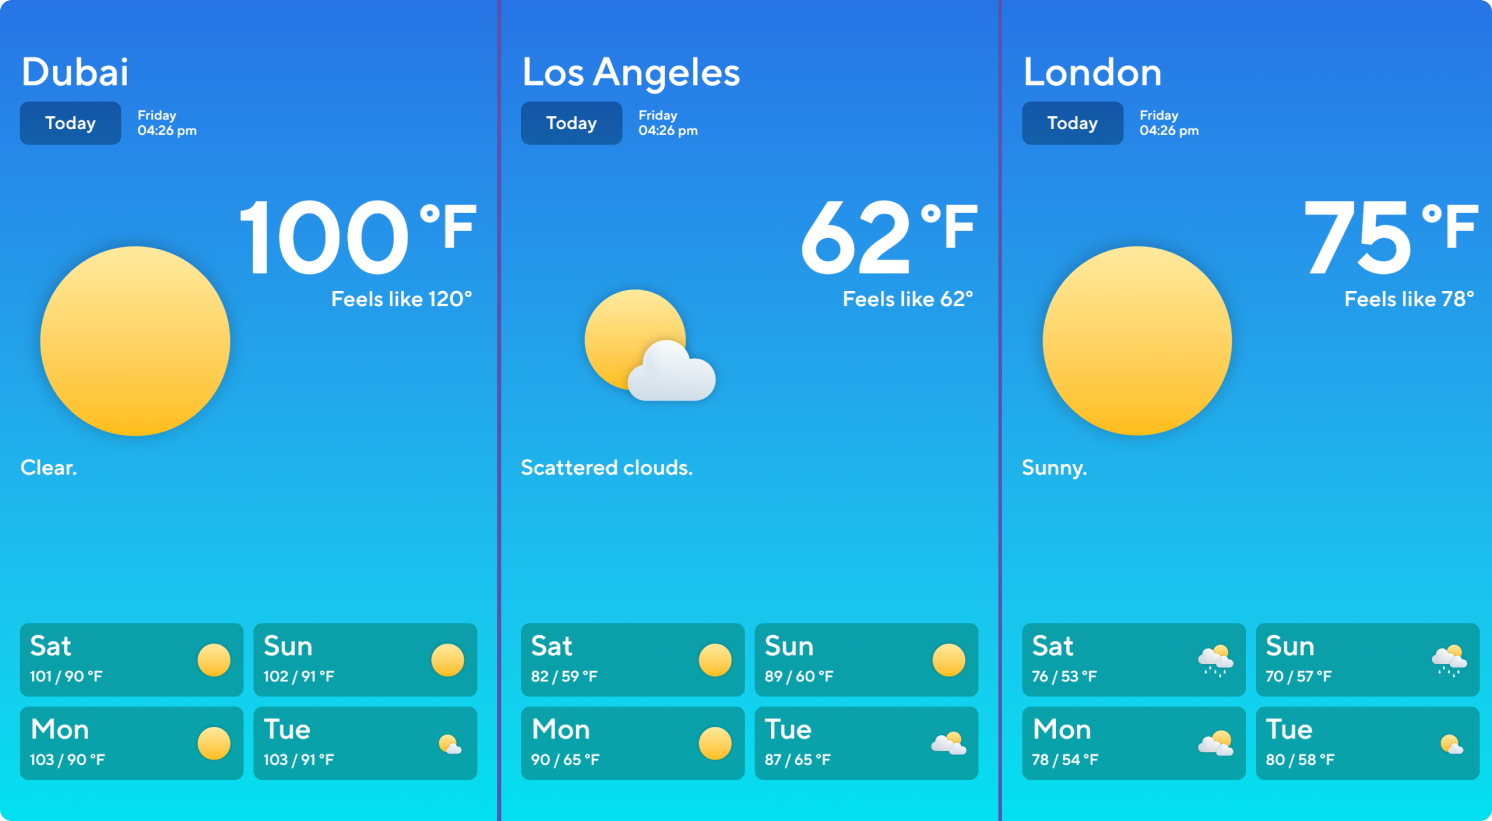 Dubai
Today
Friday
04:26 pm
100 °F
Feels like 120°
Clear.
Sat
101 / 90 °F
Sun
102 / 91 °F
Mon
103 / 90 °F
Tue
103 / 91 °F
Los Angeles
Today
Friday
04:26 pm
62 °F
Feels like 62°
Scattered clouds.
Sat
82 / 59 °F
Sun
89 / 60 °F
Mon
90 / 65 °F
Tue
87 / 65 °F
London
Today
Friday
04:26 pm
75 °F
Feels like 78°
Sunny.
Sat
76 / 53 °F
Sun
70 / 57 °F
Mon
78 / 54 °F
Tue
80 / 58 °F